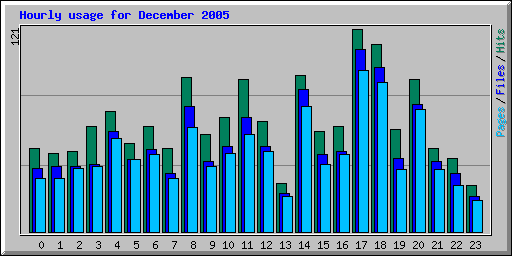 Hourly usage for December 2005
121
Pages / Files / Hits
0 1 2 3 4 5 6 7 8 9 10 11 12 13 14 15 16 17 18 19 20 21 22 23